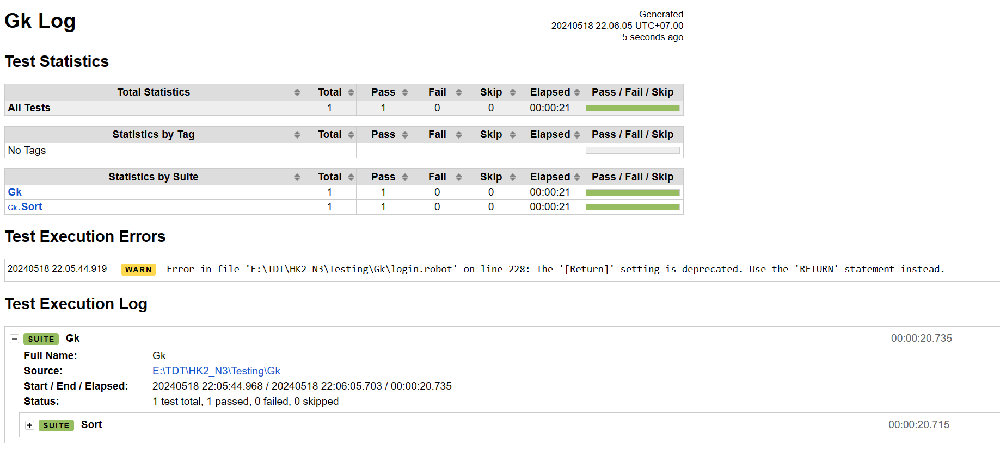 Gk Log
Generated
20240518 22:06:05 UTC+07:00
5 seconds ago
Test Statistics
Total Statistics Total Pass Fail Skip Elapsed Pass / Fail / Skip
All Tests 1 1 0 0 00:00:21
Statistics by Tag Total Pass Fail Skip Elapsed Pass / Fail / Skip
No Tags
Statistics by Suite Total Pass Fail Skip Elapsed Pass / Fail / Skip
Gk 1 1 0 0 00:00:21
Gk.Sort 1 1 0 0 00:00:21
Test Execution Errors
20240518 22:05:44.919 WARN Error in file 'E:\TDT\HK2_N3\Testing\Gk\login.robot' on line 228: The '[Return]' setting is deprecated. Use the 'RETURN' statement instead.
Test Execution Log
SUITE Gk 00:00:20.735
Full Name: Gk
Source: E:\TDT\HK2_N3\Testing\Gk
Start / End / Elapsed: 20240518 22:05:44.968 / 20240518 22:06:05.703 / 00:00:20.735
Status: 1 test total, 1 passed, 0 failed, 0 skipped
SUITE Sort 00:00:20.715